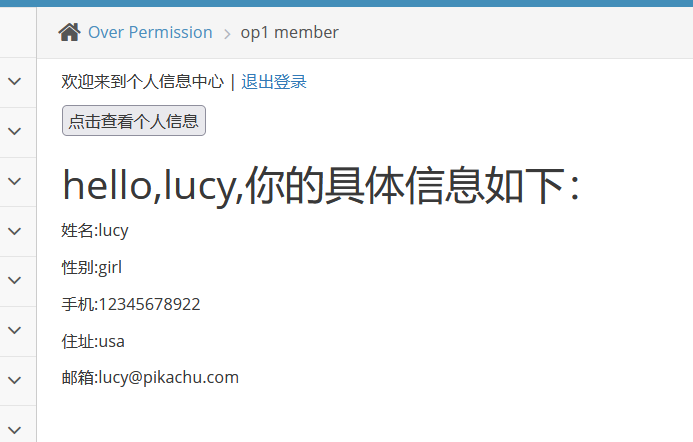 Over Permission > op1 member
欢迎来到个人信息中心 | 退出登录
点击查看个人信息
hello,lucy,你的具体信息如下：
姓名:lucy
性别:girl
手机:12345678922
住址:usa
邮箱:lucy@pikachu.com